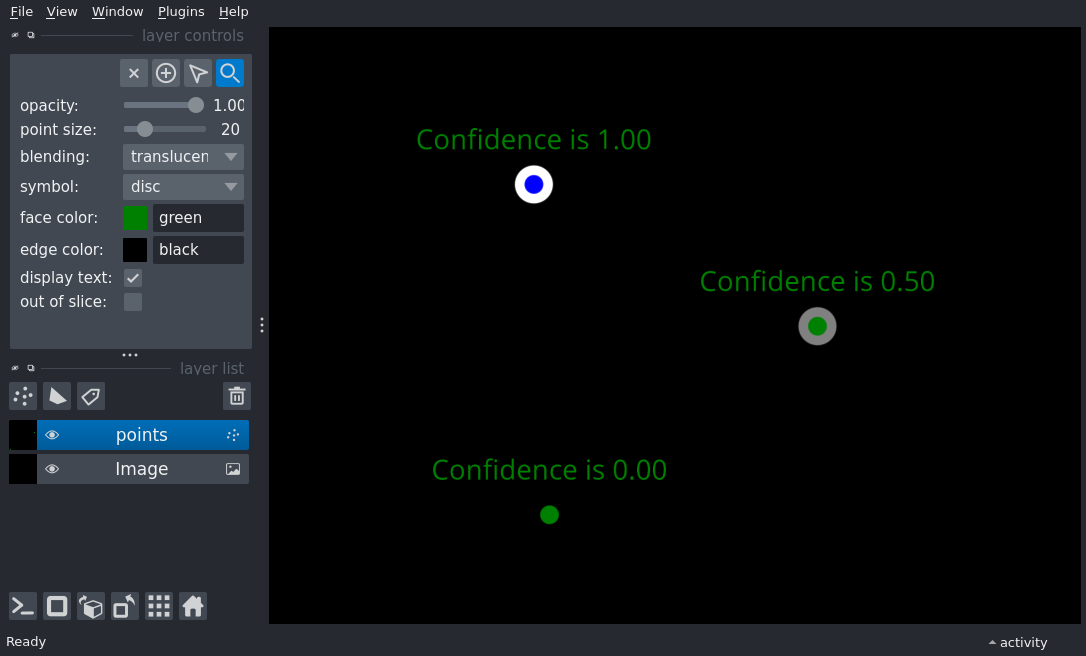 File View Window Plugins Help
layer controls
opacity: 1.00
point size: 20
blending: translucen
symbol: disc
face color: green
edge color: black
display text:
out of slice:
layer list
points
Image
Confidence is 1.00
Confidence is 0.50
Confidence is 0.00
Ready
activity